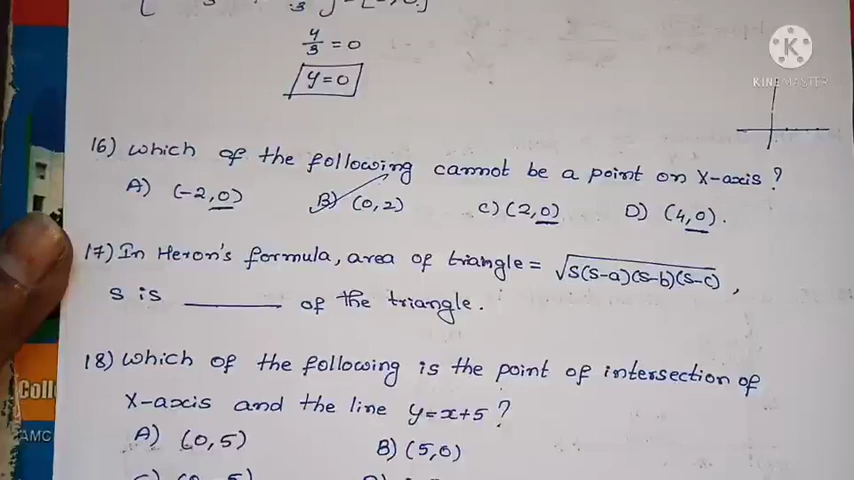 y/3 = 0
y=0
K
KINEMASTER
16) Which of the following cannot be a point on X-axis ?
A) (-2,0) B) (0,2) C) (2,0) D) (4,0).
17) In Heron's formula, area of triangle = √S(S-a)(S-b)(S-c) ,
S is ________ of the triangle.
18) Which of the following is the point of intersection of
X-axis and the line y=x+5 ?
A) (0,5) B) (5,0)
Coll
AMC